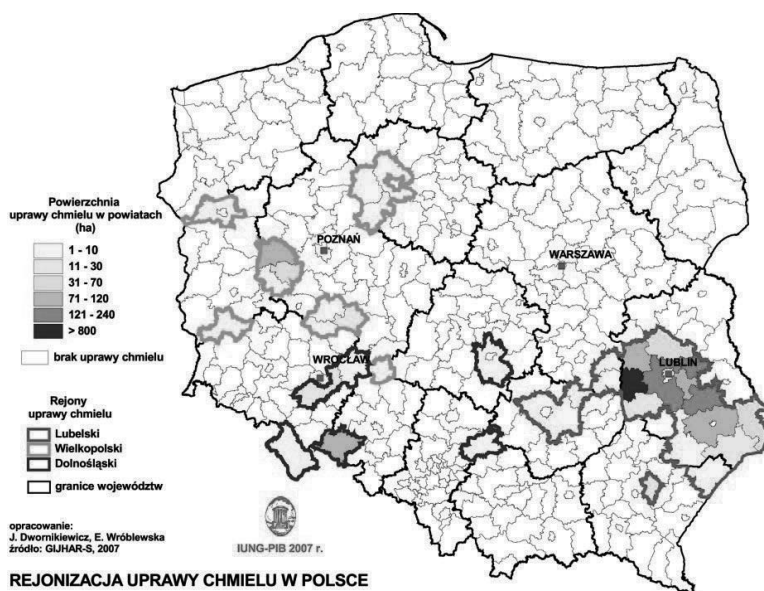 POZNAŃ
WARSZAWA
WROCŁAW
LUBLIN
Powierzchnia
uprawy chmielu w powiatach
(ha)
1 - 10
11 - 30
31 - 70
71 - 120
121 - 240
> 800
brak uprawy chmielu
Rejony
uprawy chmielu
Lubelski
Wielkopolski
Dolnośląski
granice województw
opracowanie:
J. Dwornikiewicz, E. Wróblewska
źródło: GIJHAR-S, 2007
IUNG-PIB 2007 r.
REJONIZACJA UPRAWY CHMIELU W POLSCE